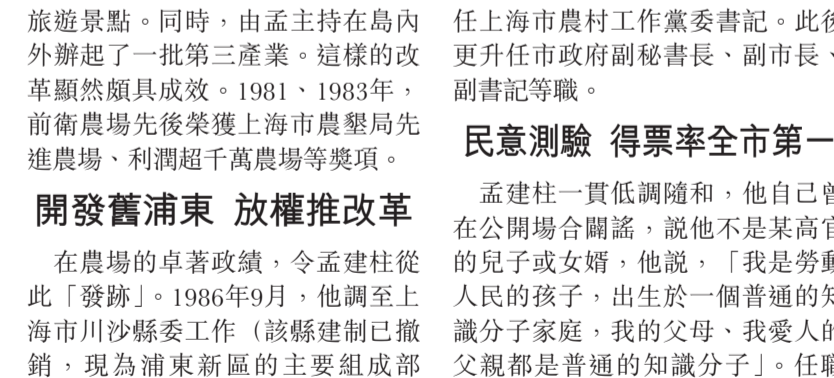 旅遊景點。同時，由孟主持在島內
外辦起了一批第三產業。這樣的改
革顯然頗具成效。1981、1983年，
前衛農場先後榮獲上海市農墾局先
進農場、利潤超千萬農場等獎項。
開發舊浦東 放權推改革
在農場的卓著政績，令孟建柱從
此「發跡」。1986年9月，他調至上
海市川沙縣委工作（該縣建制已撤
銷，現為浦東新區的主要組成部
任上海市農村工作黨委書記。此後
更升任市政府副秘書長、副市長、
副書記等職。
民意測驗 得票率全市第一
孟建柱一貫低調隨和，他自己曾
在公開場合闢謠，說他不是某高官
的兒子或女婿，他說，「我是勞動
人民的孩子，出生於一個普通的知
識分子家庭，我的父母、我愛人的
父親都是普通的知識分子」。任職